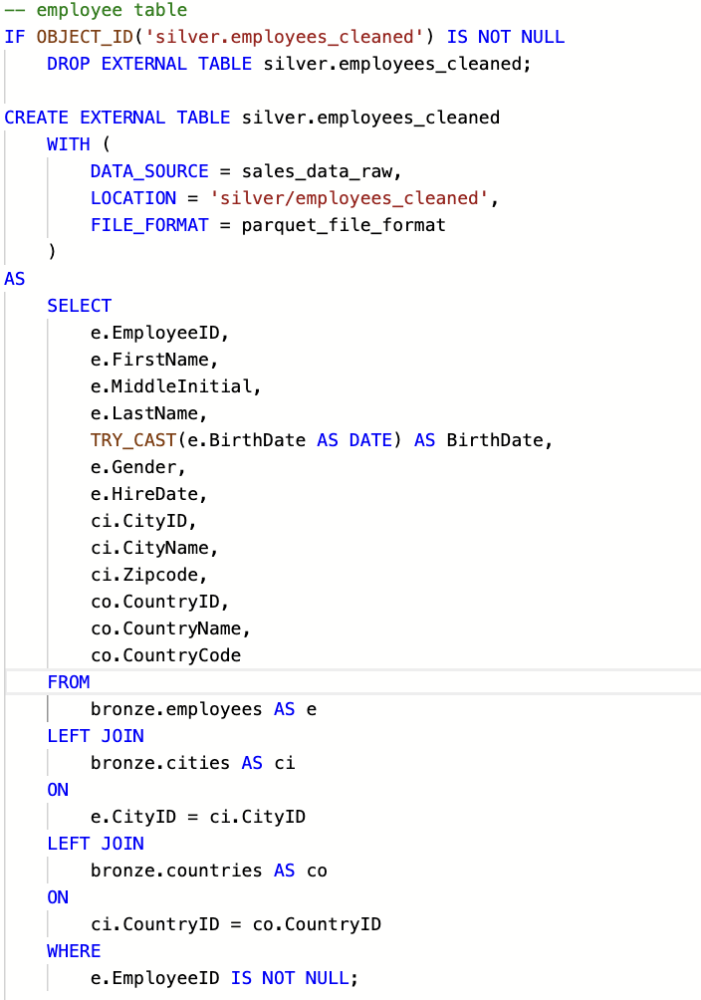 -- employee table
IF OBJECT_ID('silver.employees_cleaned') IS NOT NULL
    DROP EXTERNAL TABLE silver.employees_cleaned;

CREATE EXTERNAL TABLE silver.employees_cleaned
    WITH (
        DATA_SOURCE = sales_data_raw,
        LOCATION = 'silver/employees_cleaned',
        FILE_FORMAT = parquet_file_format
    )
AS
    SELECT
        e.EmployeeID,
        e.FirstName,
        e.MiddleInitial,
        e.LastName,
        TRY_CAST(e.BirthDate AS DATE) AS BirthDate,
        e.Gender,
        e.HireDate,
        ci.CityID,
        ci.CityName,
        ci.Zipcode,
        co.CountryID,
        co.CountryName,
        co.CountryCode
    FROM
        bronze.employees AS e
    LEFT JOIN
        bronze.cities AS ci
    ON
        e.CityID = ci.CityID
    LEFT JOIN
        bronze.countries AS co
    ON
        ci.CountryID = co.CountryID
    WHERE
        e.EmployeeID IS NOT NULL;